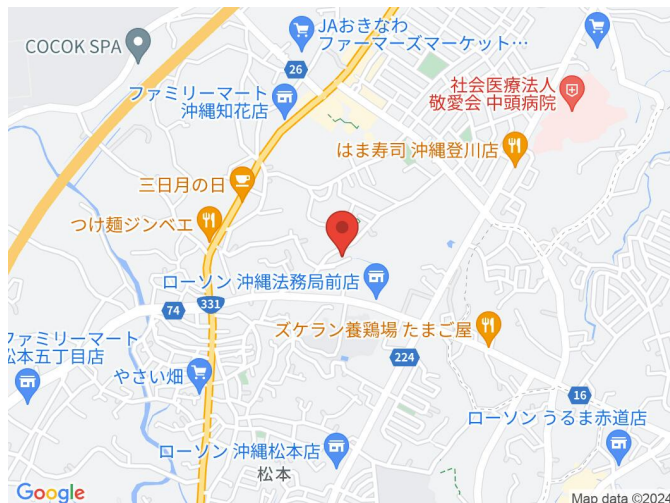 COCOK SPA
JAおきなわ
ファーマーズマーケット…
26
ファミリーマート
沖縄知花店
社会医療法人
敬愛会 中頭病院
はま寿司 沖縄登川店
三日月の日
つけ麺ジンベエ
ローソン 沖縄法務局前店
74
331
ズケラン養鶏場 たまご屋
ファミリーマート
松本五丁目店
224
やさい畑
16
ローソン うるま赤道店
ローソン 沖縄松本店
松本
Google
Map data ©2024